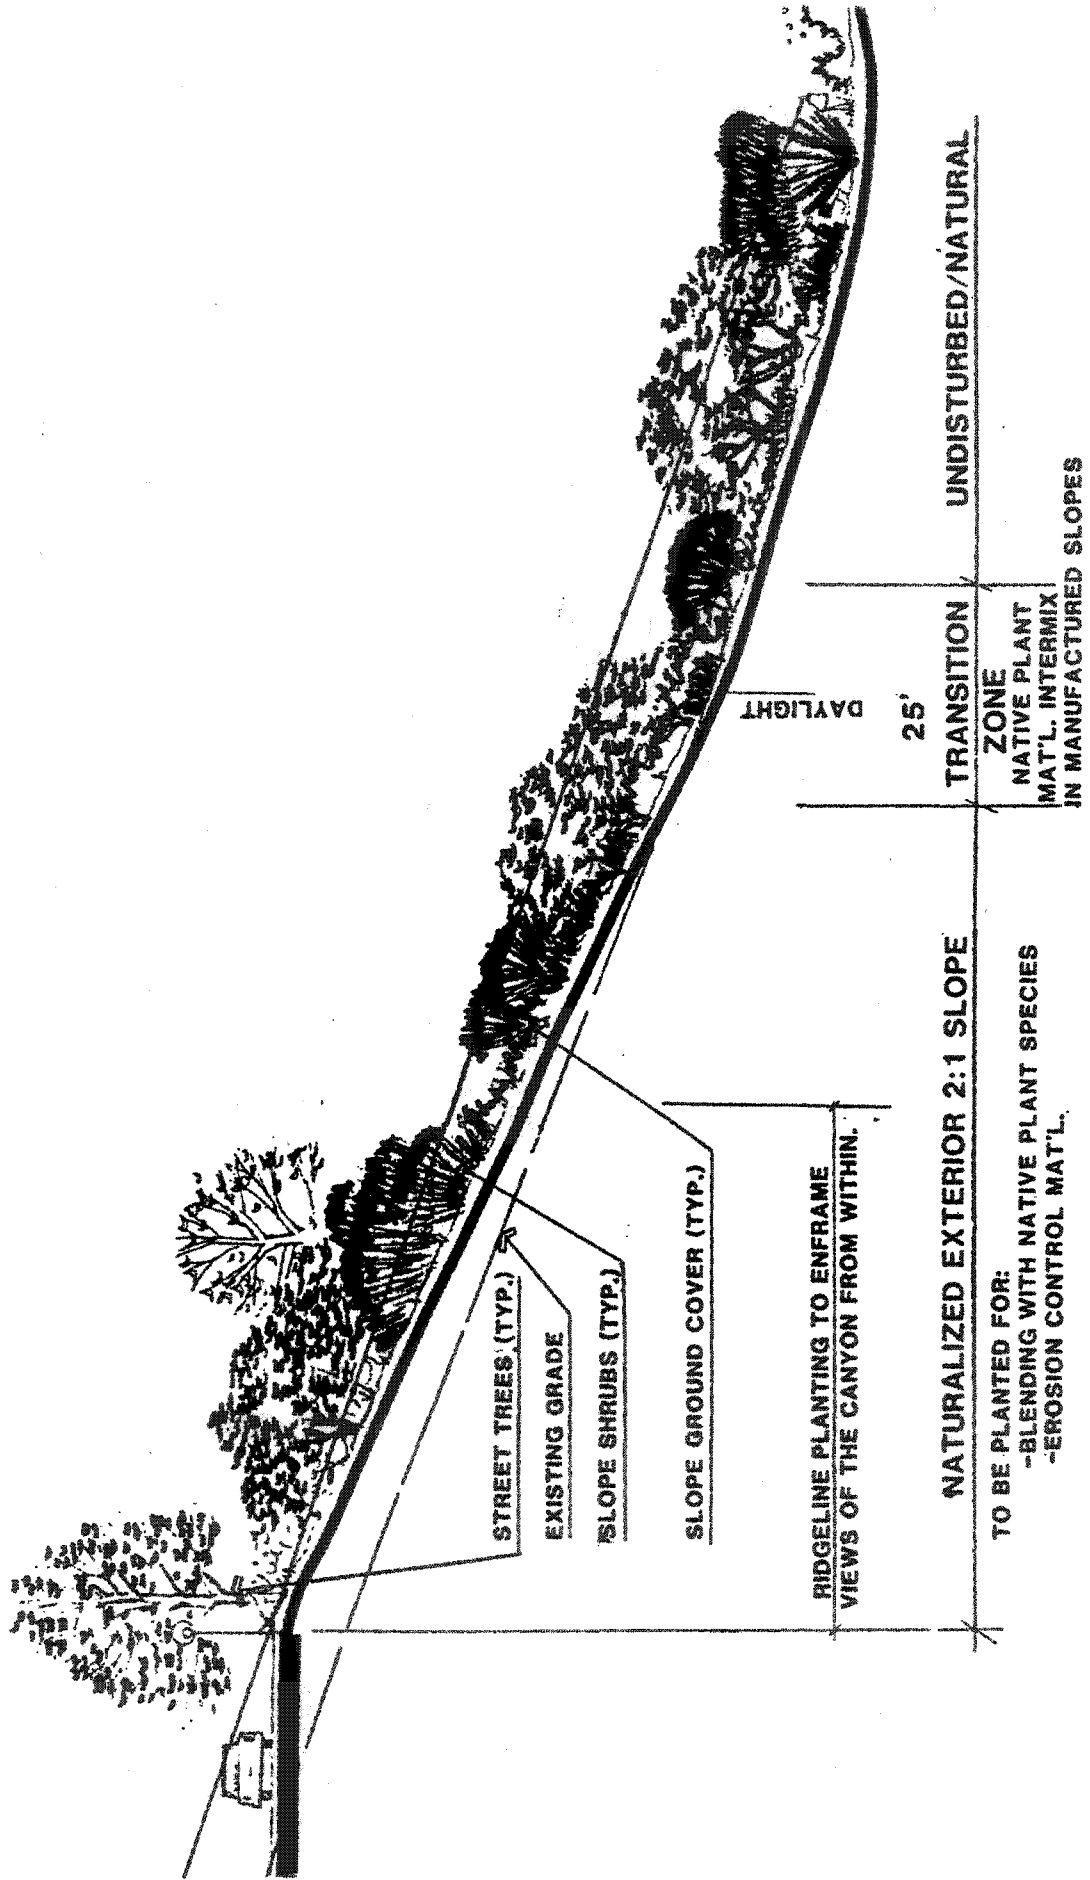 STREET TREES (TYP.)
EXISTING GRADE
SLOPE SHRUBS (TYP.)
SLOPE GROUND COVER (TYP.)
DAYLIGHT
RIDGELINE PLANTING TO ENFRAME
VIEWS OF THE CANYON FROM WITHIN.
25'
NATURALIZED EXTERIOR 2:1 SLOPE
TRANSITION
ZONE
UNDISTURBED/NATURAL
TO BE PLANTED FOR:
-BLENDING WITH NATIVE PLANT SPECIES
-EROSION CONTROL MAT'L.
NATIVE PLANT
MAT'L. INTERMIX
IN MANUFACTURED SLOPES